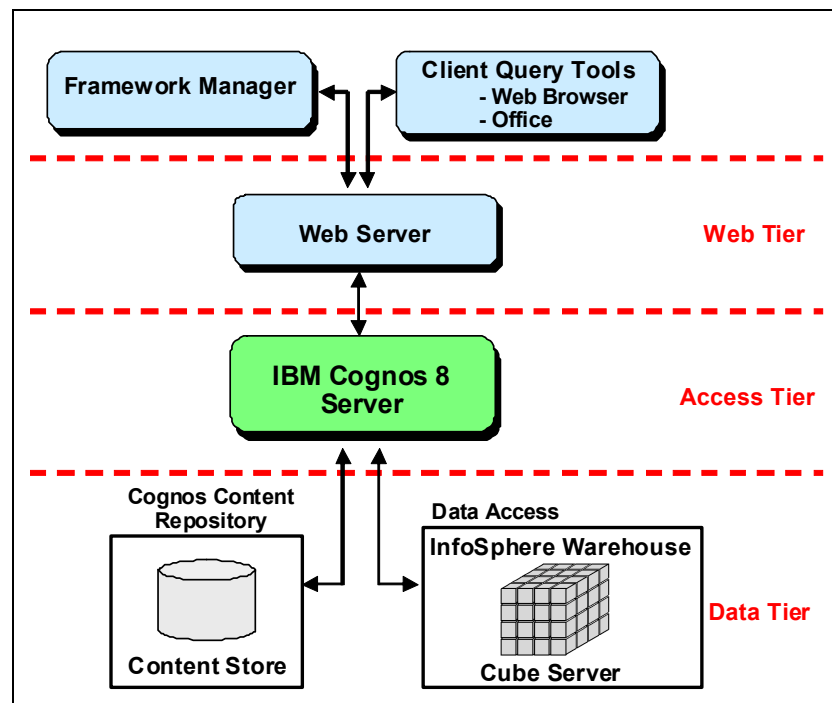 Framework Manager
Client Query Tools
- Web Browser
- Office
Web Server
Web Tier
IBM Cognos 8
Server
Access Tier
Cognos Content
Repository
Content Store
Data Access
InfoSphere Warehouse
Cube Server
Data Tier